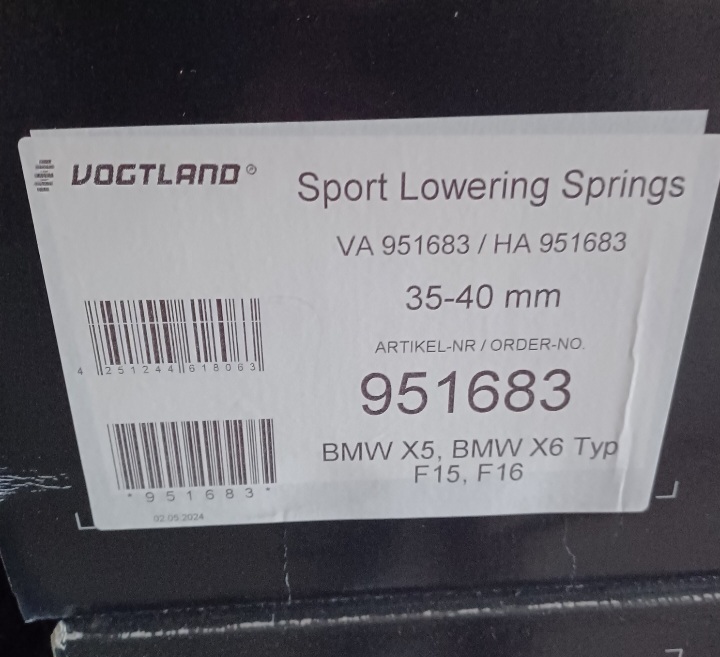 VOGTLAND®
Sport Lowering Springs
VA 951683 / HA 951683
35-40 mm
ARTIKEL-NR / ORDER-NO.
951683
BMW X5, BMW X6 Typ
F15, F16
4 251244 618063
*951683*
02.05.2024